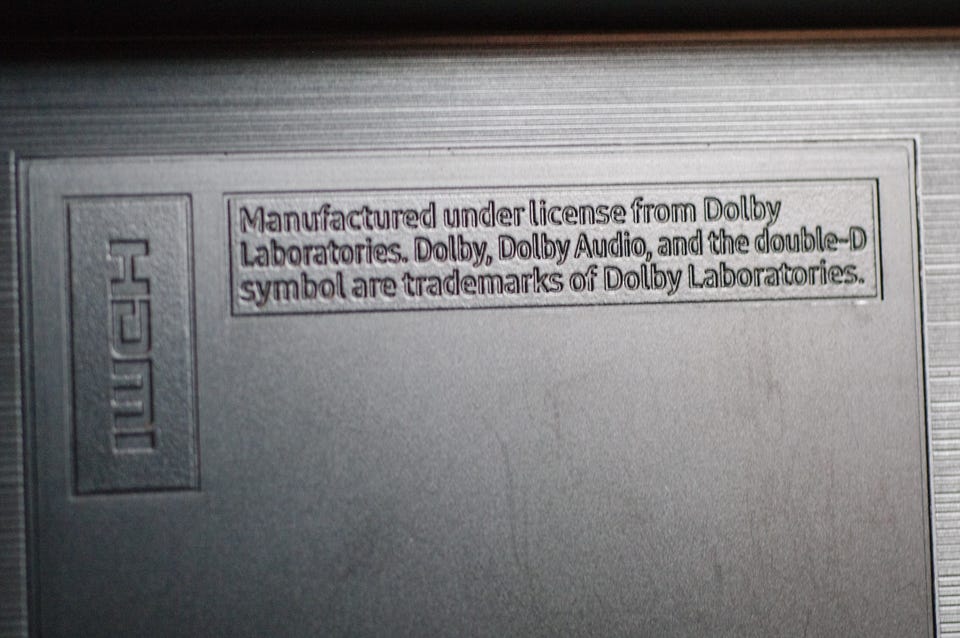 HDMI
Manufactured under license from Dolby
Laboratories. Dolby, Dolby Audio, and the double-D
symbol are trademarks of Dolby Laboratories.